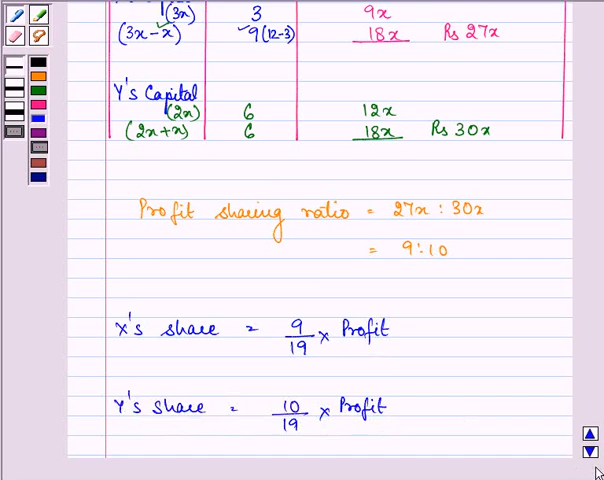 (3x) 3 9x
(3x-x) 9(12-3) 18x Rs 27x
Y's Capital
(2x) 6 12x
(2x+x) 6 18x Rs 30x
Profit sharing ratio = 27x : 30x
= 9:10
X's share = 9/19 x Profit
Y's share = 10/19 x Profit